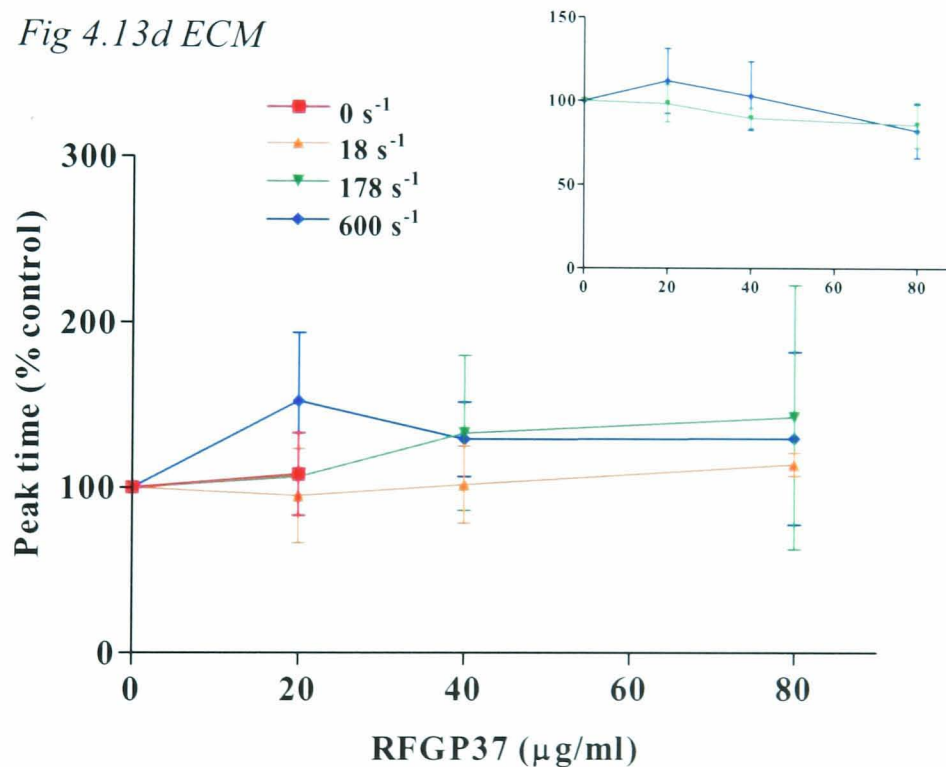 Fig 4.13d ECM
0 s⁻¹
18 s⁻¹
178 s⁻¹
600 s⁻¹
Peak time (% control)
300
200
100
0
0 20 40 60 80
RFGP37 (µg/ml)
150
100
50
0
0 20 40 60 80